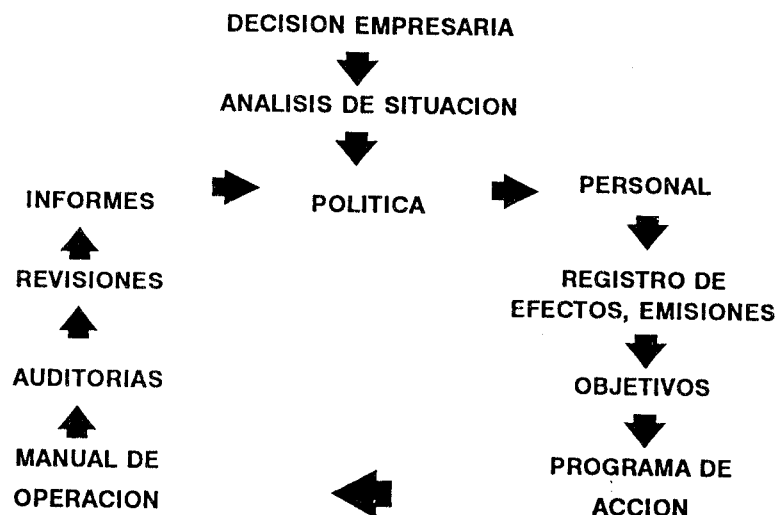 DECISION EMPRESARIA
ANALISIS DE SITUACION
POLITICA
PERSONAL
REGISTRO DE
EFECTOS, EMISIONES
OBJETIVOS
PROGRAMA DE
ACCION
MANUAL DE
OPERACION
AUDITORIAS
REVISIONES
INFORMES